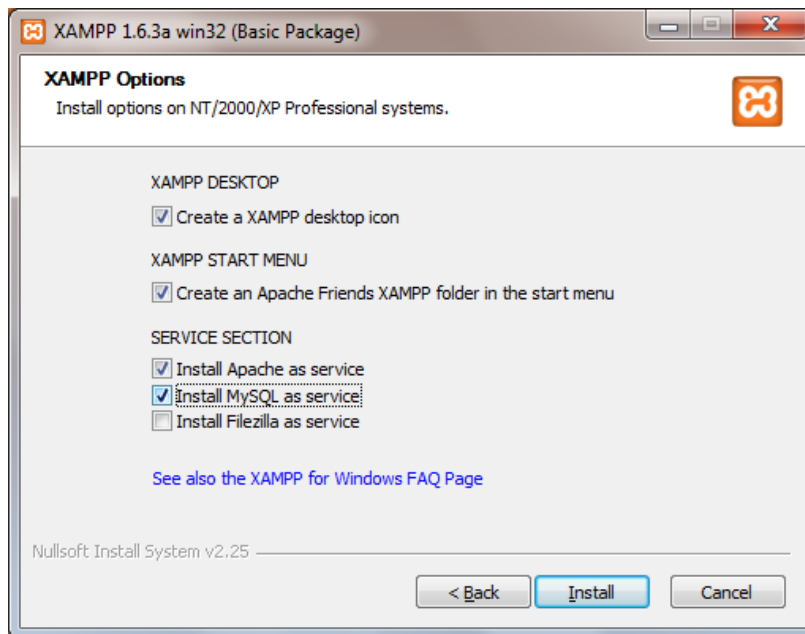 XAMPP 1.6.3a win32 (Basic Package)
XAMPP Options
Install options on NT/2000/XP Professional systems.
XAMPP DESKTOP
Create a XAMPP desktop icon
XAMPP START MENU
Create an Apache Friends XAMPP folder in the start menu
SERVICE SECTION
Install Apache as service
Install MySQL as service
Install Filezilla as service
See also the XAMPP for Windows FAQ Page
Nullsoft Install System v2.25
< Back Install Cancel